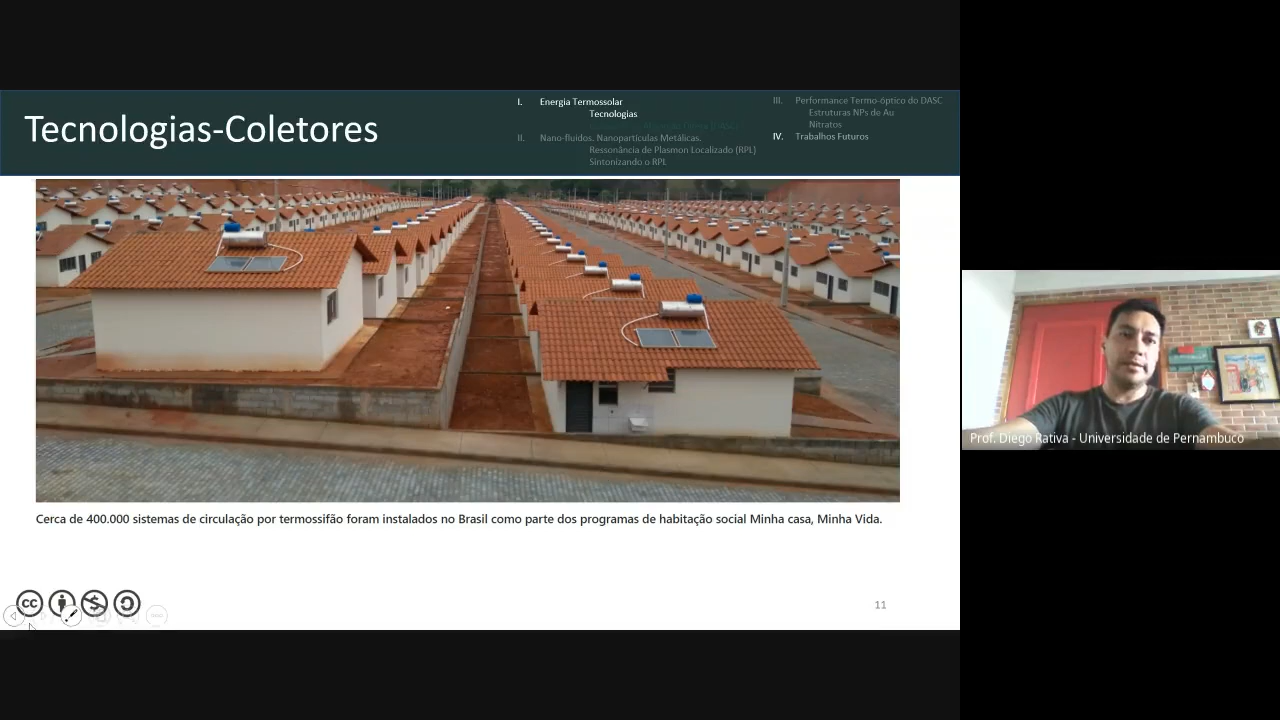 Tecnologias-Coletores
I. Energia Termossolar
Tecnologias
II. Nano-fluidos. Nanopartículas Metálicas.
Ressonância de Plasmon Localizado (RPL)
Sintonizando o RPL
III. Performance Termo-óptico do DASC
Estruturas NPs de Au
Nitratos
IV. Trabalhos Futuros
Cerca de 400.000 sistemas de circulação por termossifão foram instalados no Brasil como parte dos programas de habitação social Minha casa, Minha Vida.
cc
11
Prof. Diego Rativa - Universidade de Pernambuco